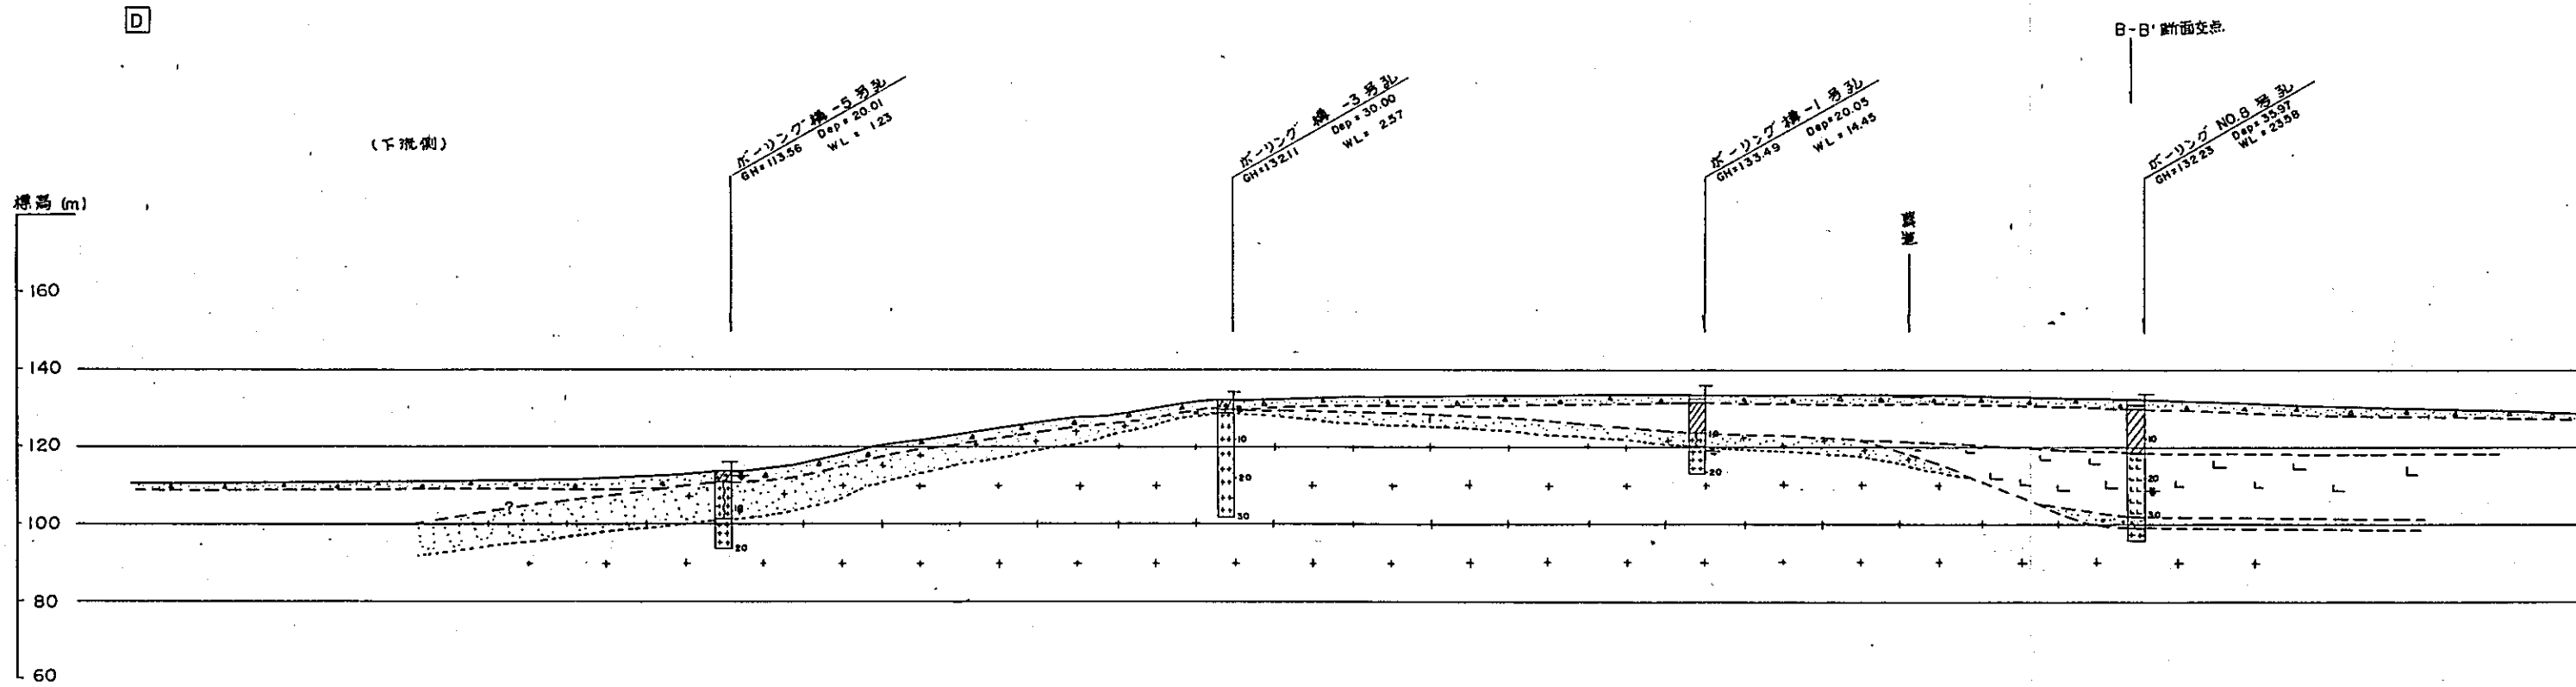 D
B-B' 断面交点
(下流側)
ボーリング 横 -5 号孔
GH=113.56 Dep=20.01
WL= 1.23
ボーリング 横 -3 号孔
GH=132.11 Dep=30.00
WL= 2.57
ボーリング 横 -1 号孔
GH=133.49 Dep=20.03
WL=14.45
ボーリング NO.8 号孔
GH=132.23 Dep=35.97
WL=23.58
標高 (m)
160
140
120
100
80
60
?
10
20
10
20
30
10
20
10
20
30